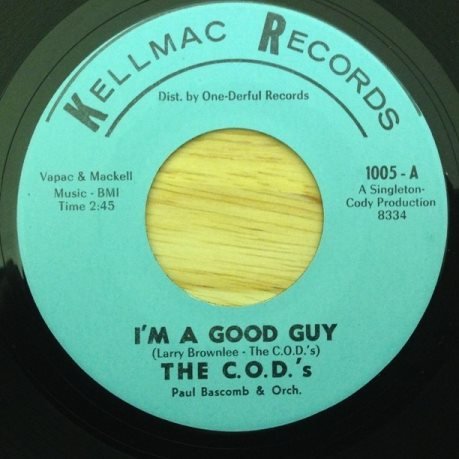 KELLMAC RECORDS
Dist. by One-Derful Records
Vapac & Mackell
Music - BMI
Time 2:45
1005 - A
A Singleton-
Cody Production
8334
I'M A GOOD GUY
(Larry Brownlee - The C.O.D.'s)
THE C.O.D.'s
Paul Bascomb & Orch.